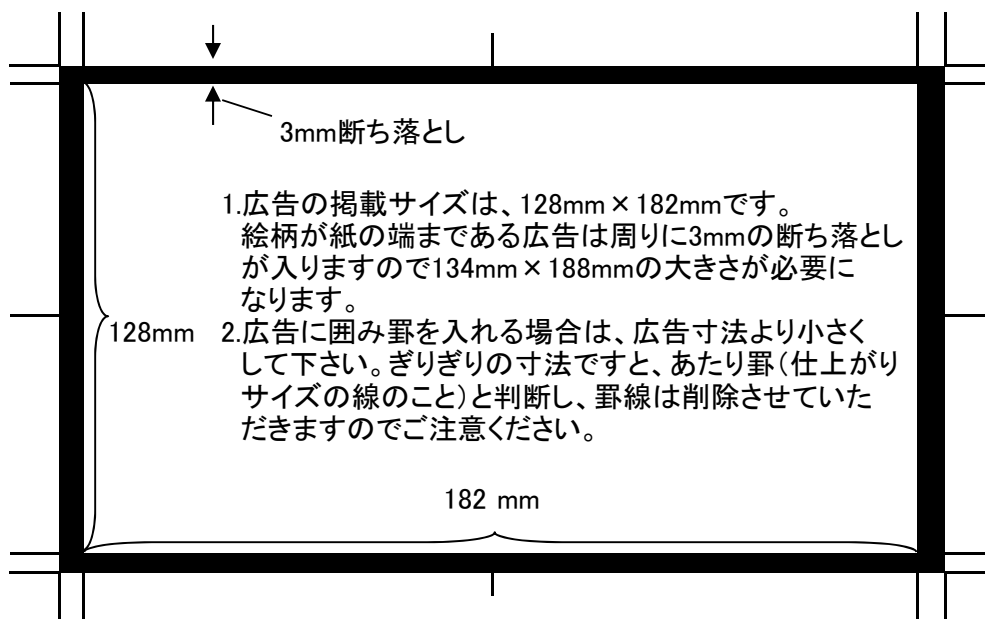 3mm断ち落とし
1.広告の掲載サイズは、128mm×182mmです。
絵柄が紙の端まである広告は周りに3mmの断ち落とし
が入りますので134mm×188mmの大きさが必要に
なります。
128mm
2.広告に囲み罫を入れる場合は、広告寸法より小さく
して下さい。ぎりぎりの寸法ですと、あたり罫(仕上がり
サイズの線のこと)と判断し、罫線は削除させていた
だきますのでご注意ください。
182 mm